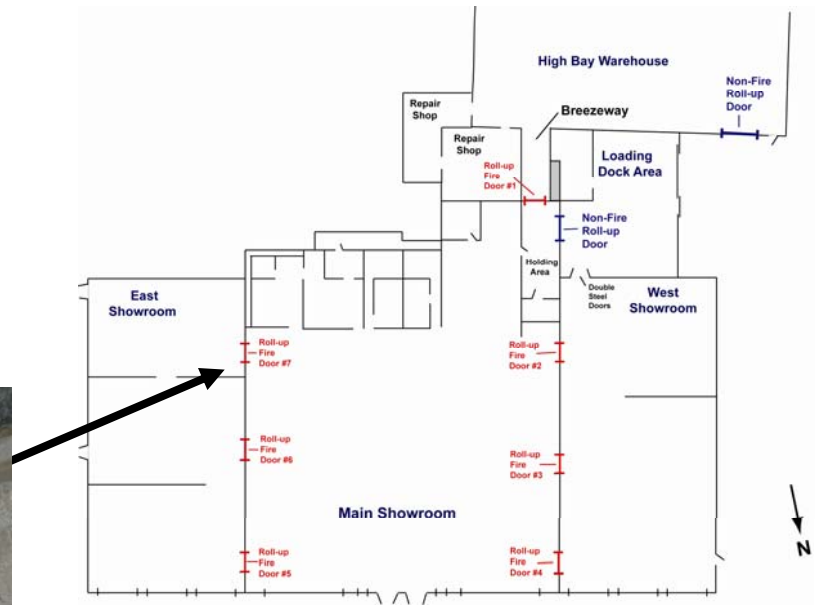 High Bay Warehouse
Non-Fire
Roll-up
Door
Breezeway
Repair
Shop
Repair
Shop
Roll-up
Fire
Door #1
Loading
Dock Area
Non-Fire
Roll-up
Door
Holding
Area
Double
Steel
Doors
East
Showroom
West
Showroom
Roll-up
Fire
Door #7
Roll-up
Fire
Door #2
Roll-up
Fire
Door #6
Roll-up
Fire
Door #3
Main Showroom
Roll-up
Fire
Door #5
Roll-up
Fire
Door #4
N